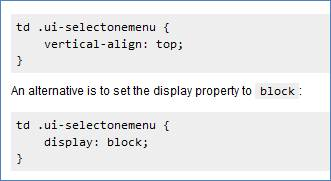 td .ui-selectonemenu {
    vertical-align: top;
}
An alternative is to set the display property to block:
td .ui-selectonemenu {
    display: block;
}